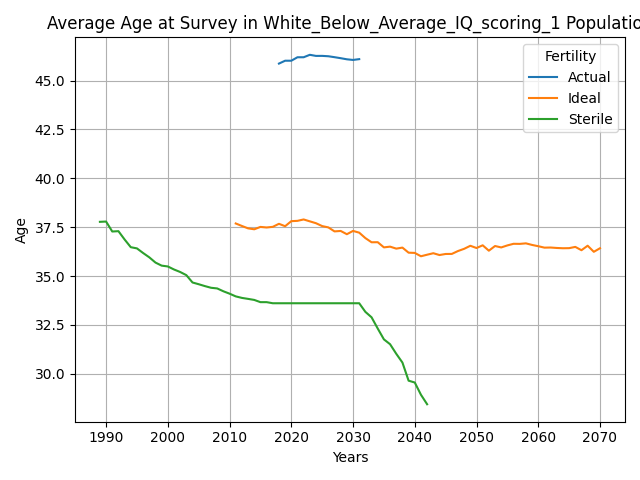 Average Age at Survey in White_Below_Average_IQ_scoring_1 Populatio
Fertility
Actual
Ideal
Sterile
45.0
42.5
40.0
37.5
35.0
32.5
30.0
Age
1990 2000 2010 2020 2030 2040 2050 2060 2070
Years